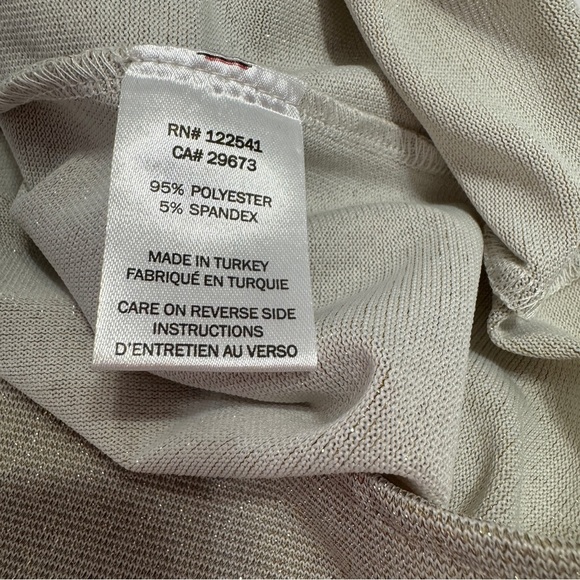 RN# 122541
CA# 29673
95% POLYESTER
5% SPANDEX
MADE IN TURKEY
FABRIQUÉ EN TURQUIE
CARE ON REVERSE SIDE
INSTRUCTIONS
D'ENTRETIEN AU VERSO